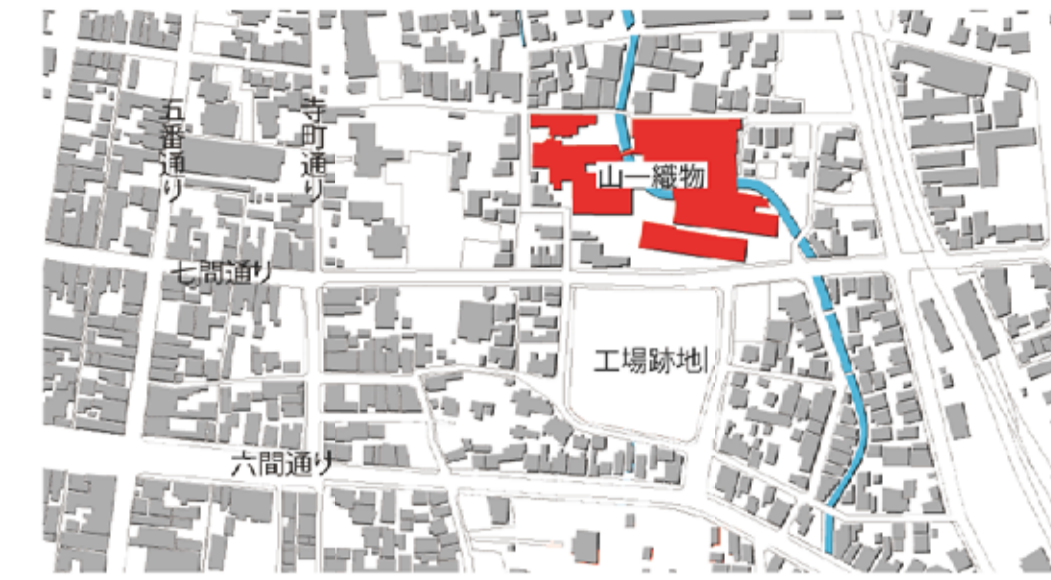 五番通り
寺町通り
山一織物
七間通り
工場跡地
六間通り